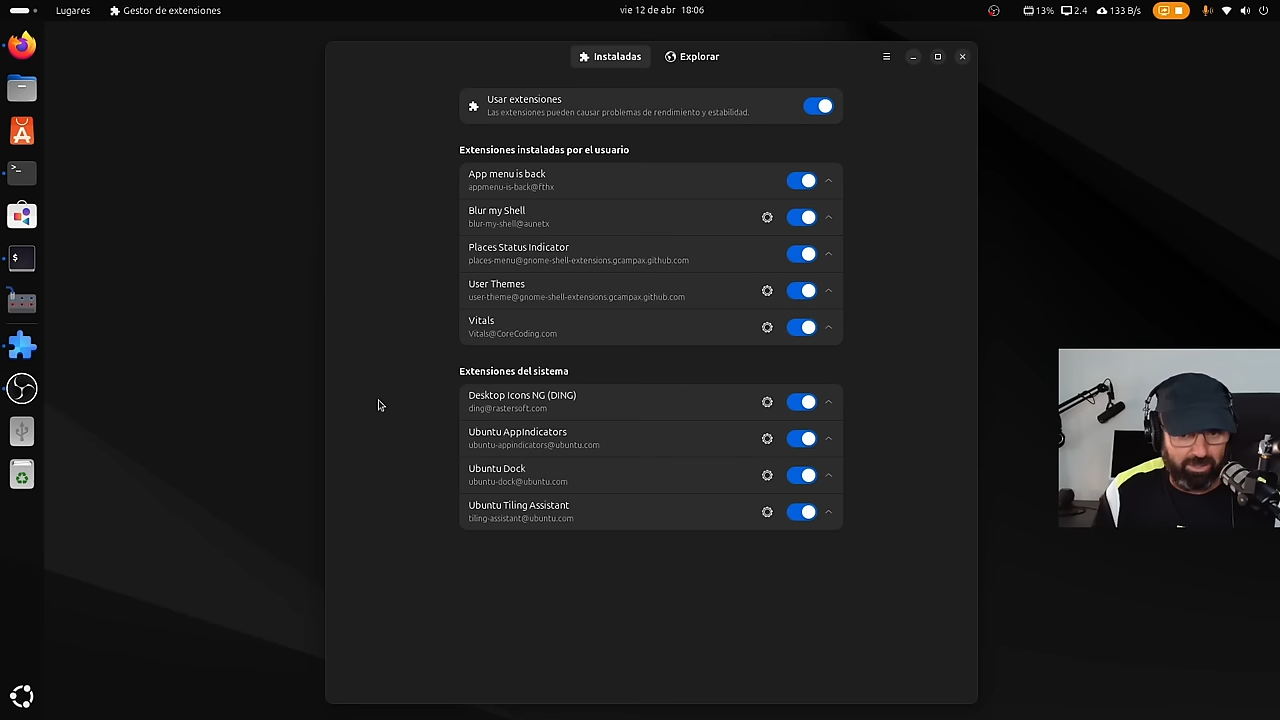 Lugares
Gestor de extensiones
vie 12 de abr 18:06
13%
2.4
133 B/s
Instaladas
Explorar
Usar extensiones
Las extensiones pueden causar problemas de rendimiento y estabilidad.
Extensiones instaladas por el usuario
App menu is back
appmenu-is-back@fthx
Blur my Shell
blur-my-shell@aunetx
Places Status Indicator
places-menu@gnome-shell-extensions.gcampax.github.com
User Themes
user-theme@gnome-shell-extensions.gcampax.github.com
Vitals
Vitals@CoreCoding.com
Extensiones del sistema
Desktop Icons NG (DING)
ding@rastersoft.com
Ubuntu AppIndicators
ubuntu-appindicators@ubuntu.com
Ubuntu Dock
ubuntu-dock@ubuntu.com
Ubuntu Tiling Assistant
tiling-assistant@ubuntu.com